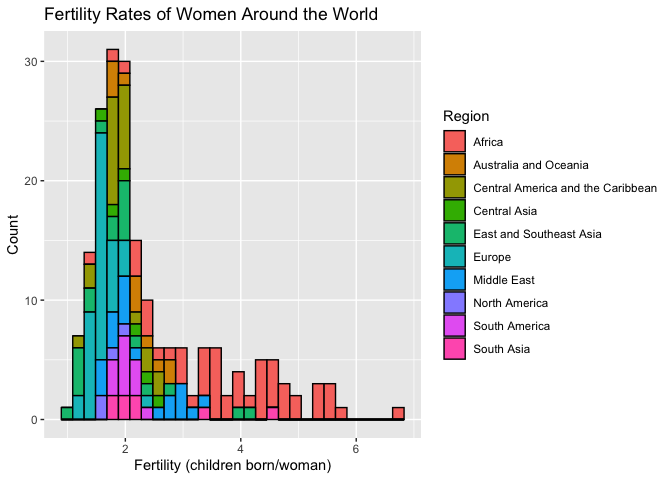 Fertility Rates of Women Around the World
30
20
10
0
Count
2 4 6
Fertility (children born/woman)
Region
Africa
Australia and Oceania
Central America and the Caribbean
Central Asia
East and Southeast Asia
Europe
Middle East
North America
South America
South Asia